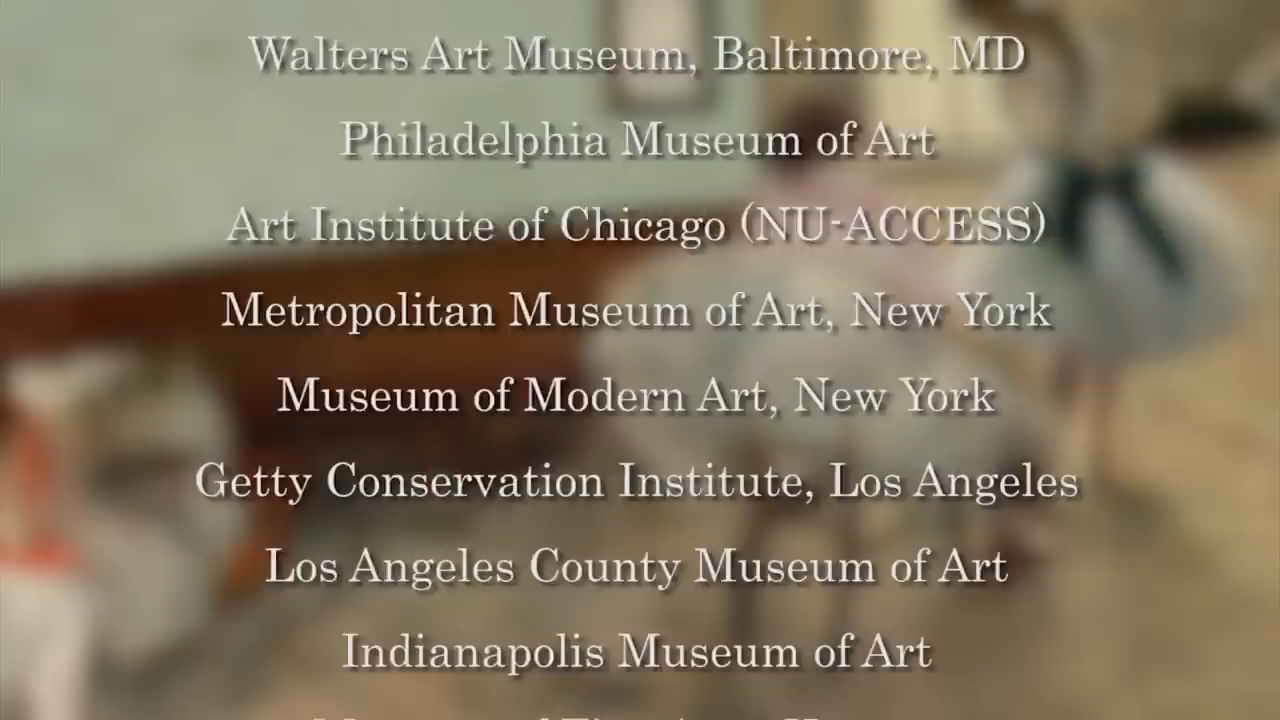 Walters Art Museum, Baltimore, MD
Philadelphia Museum of Art
Art Institute of Chicago (NU-ACCESS)
Metropolitan Museum of Art, New York
Museum of Modern Art, New York
Getty Conservation Institute, Los Angeles
Los Angeles County Museum of Art
Indianapolis Museum of Art